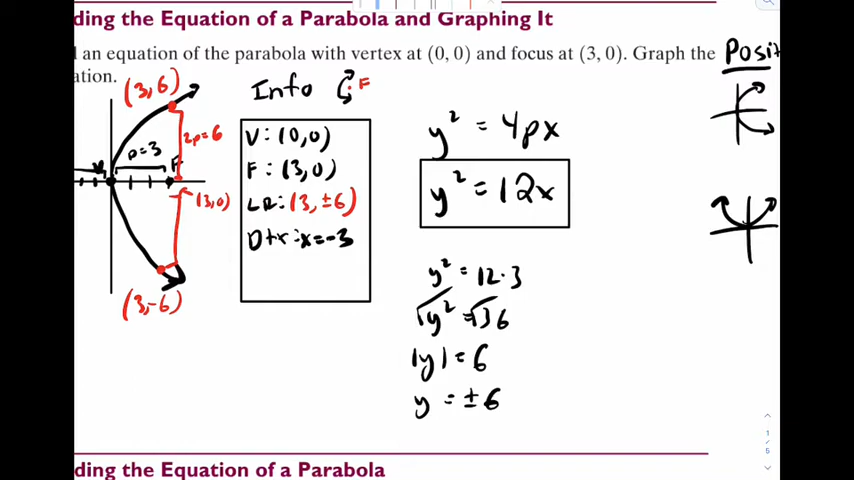 ding the Equation of a Parabola and Graphing It
an equation of the parabola with vertex at (0, 0) and focus at (3, 0). Graph the
ation.
Posit
(3,6)
Info
F
2p=6
p=3
F
V
(3,0)
(3,-6)
V: (0,0)
F: (3,0)
LR: (3, ±6)
Dtx: x=-3
y² = 4px
y² = 12x
y² = 12·3
√y² = √36
|y| = 6
y = ±6
1
/
5
ding the Equation of a Parabola